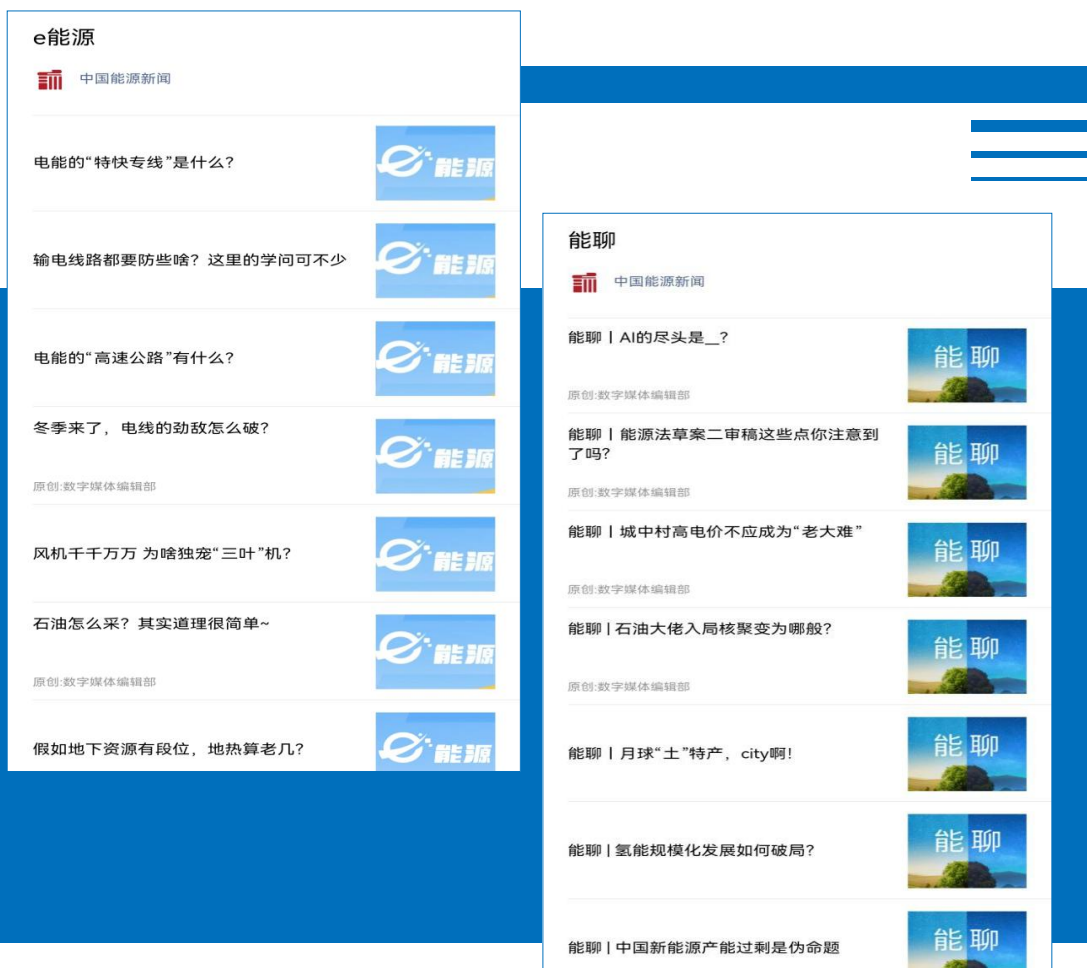 e能源
中国能源新闻
电能的“特快专线”是什么?
e能源
输电线路都要防些啥? 这里的学问可不少
e能源
电能的“高速公路”有什么?
e能源
冬季来了, 电线的劲敌怎么破?
原创:数字媒体编辑部
e能源
风机千千万万 为啥独宠“三叶”机?
e能源
石油怎么采? 其实道理很简单~
原创:数字媒体编辑部
e能源
假如地下资源有段位, 地热算老几?
e能源
能聊
中国能源新闻
能聊丨AI的尽头是__?
原创:数字媒体编辑部
能聊
能聊丨能源法草案二审稿这些点你注意到
了吗?
原创:数字媒体编辑部
能聊
能聊丨城中村高电价不应成为“老大难”
原创:数字媒体编辑部
能聊
能聊 | 石油大佬入局核聚变为哪般?
原创:数字媒体编辑部
能聊
能聊丨月球“土”特产, city啊!
能聊
能聊 | 氢能规模化发展如何破局?
能聊
能聊 | 中国新能源产能过剩是伪命题
能聊